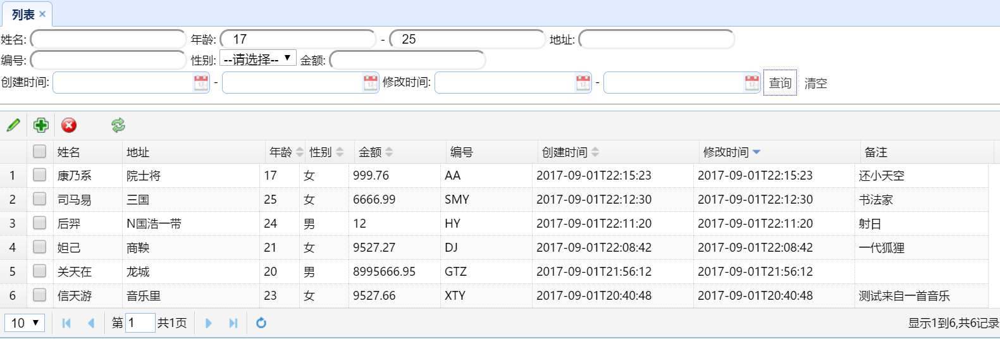 列表
姓名: 年龄: 17 - 25 地址:
编号: 性别: --请选择-- 金额:
创建时间: - 修改时间: - 查询 清空
姓名 地址 年龄 性别 金额 编号 创建时间 修改时间 备注
1 康乃系 院士将 17 女 999.76 AA 2017-09-01T22:15:23 2017-09-01T22:15:23 还小天空
2 司马易 三国 25 女 6666.99 SMY 2017-09-01T22:12:30 2017-09-01T22:12:30 书法家
3 后羿 N国浩一带 24 男 12 HY 2017-09-01T22:11:20 2017-09-01T22:11:20 射日
4 妲己 商鞅 21 女 9527.27 DJ 2017-09-01T22:08:42 2017-09-01T22:08:42 一代狐狸
5 关天在 龙城 20 男 8995666.95 GTZ 2017-09-01T21:56:12 2017-09-01T21:56:12
6 信天游 音乐里 23 女 9527.66 XTY 2017-09-01T20:40:48 2017-09-01T20:40:48 测试来自一首音乐
10 第 1 共1页 显示1到6,共6记录